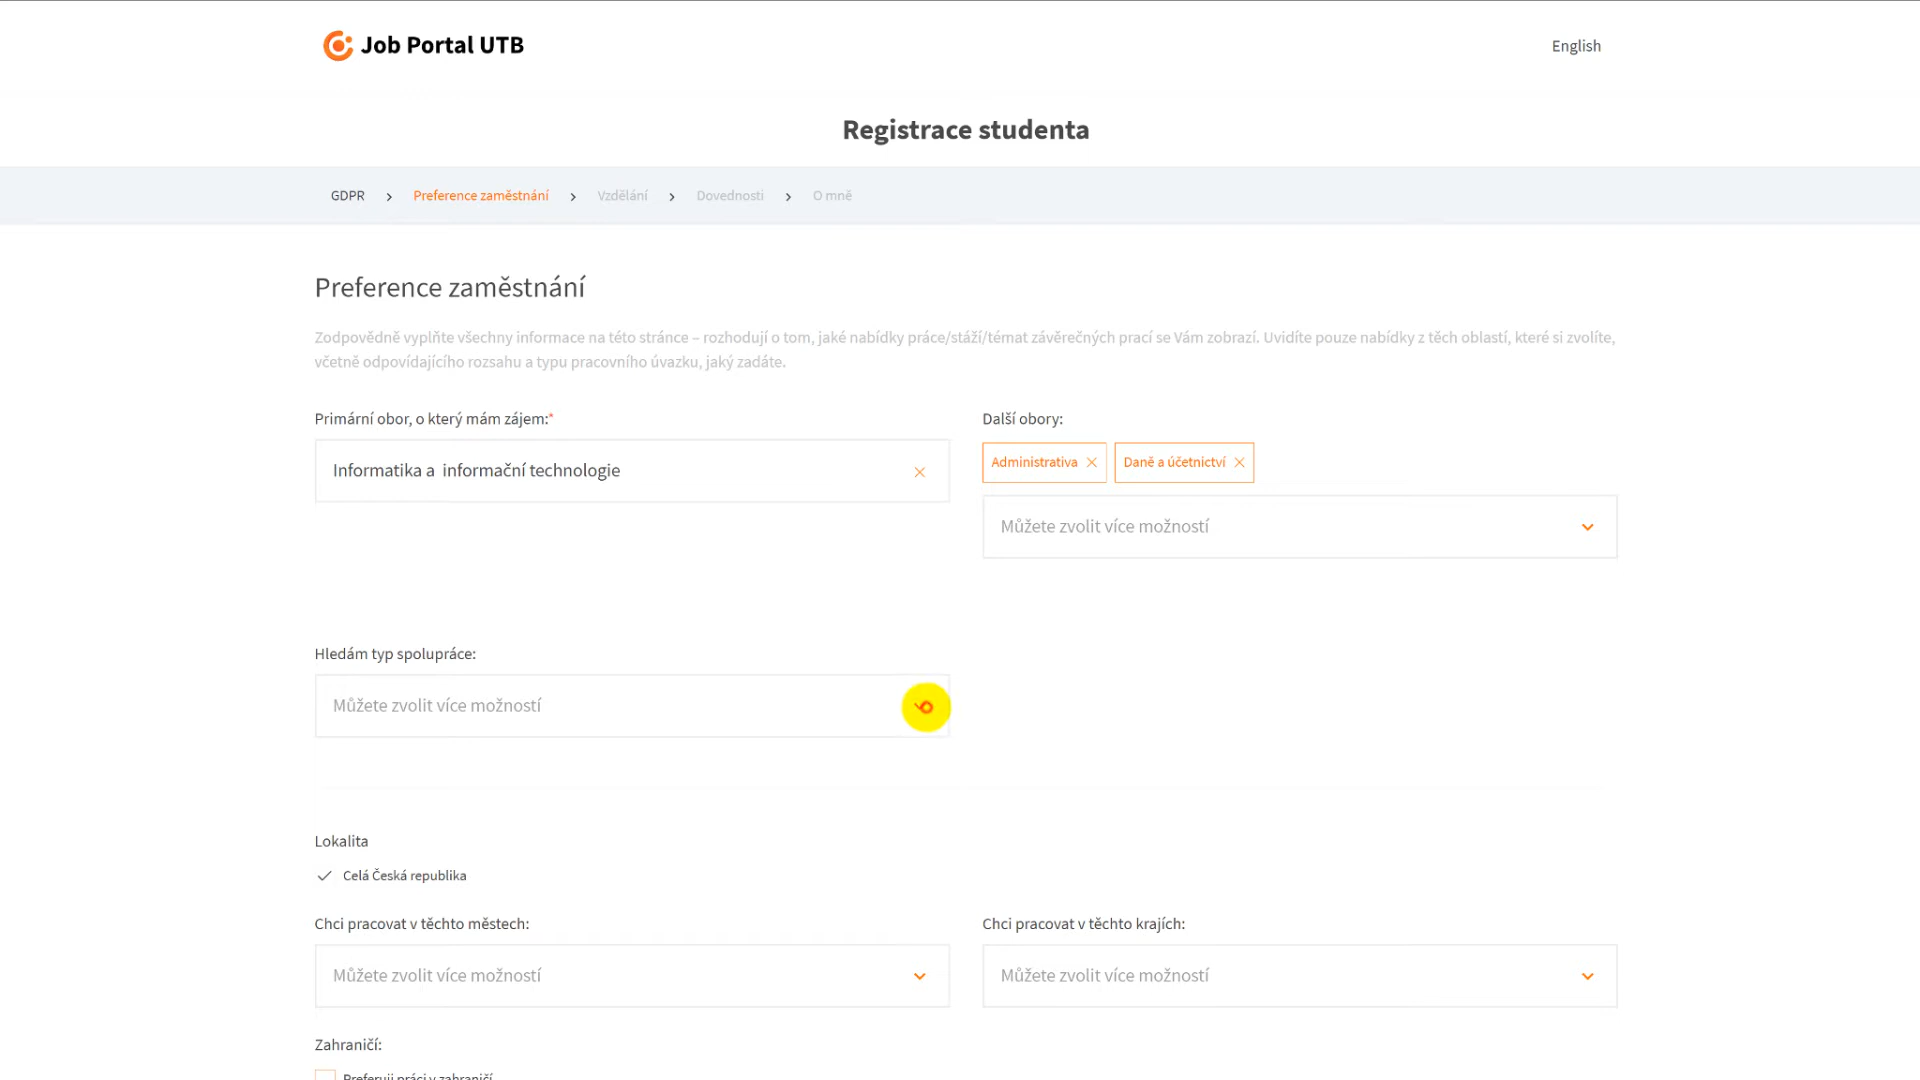 Job Portal UTB
English
Registrace studenta
GDPR
Preference zaměstnání
Vzdělání
Dovednosti
O mně
Preference zaměstnání
Zodpovědně vyplňte všechny informace na této stránce – rozhodují o tom, jaké nabídky práce/stáží/témat závěrečných prací se Vám zobrazí. Uvidíte pouze nabídky z těch oblastí, které si zvolíte,
včetně odpovídajícího rozsahu a typu pracovního úvazku, jaký zadáte.
Primární obor, o který mám zájem:*
Informatika a informační technologie
Další obory:
Administrativa
Daně a účetnictví
Můžete zvolit více možností
Hledám typ spolupráce:
Můžete zvolit více možností
Lokalita
Celá Česká republika
Chci pracovat v těchto městech:
Můžete zvolit více možností
Chci pracovat v těchto krajích:
Můžete zvolit více možností
Zahraničí:
Preferuji práci v zahraničí